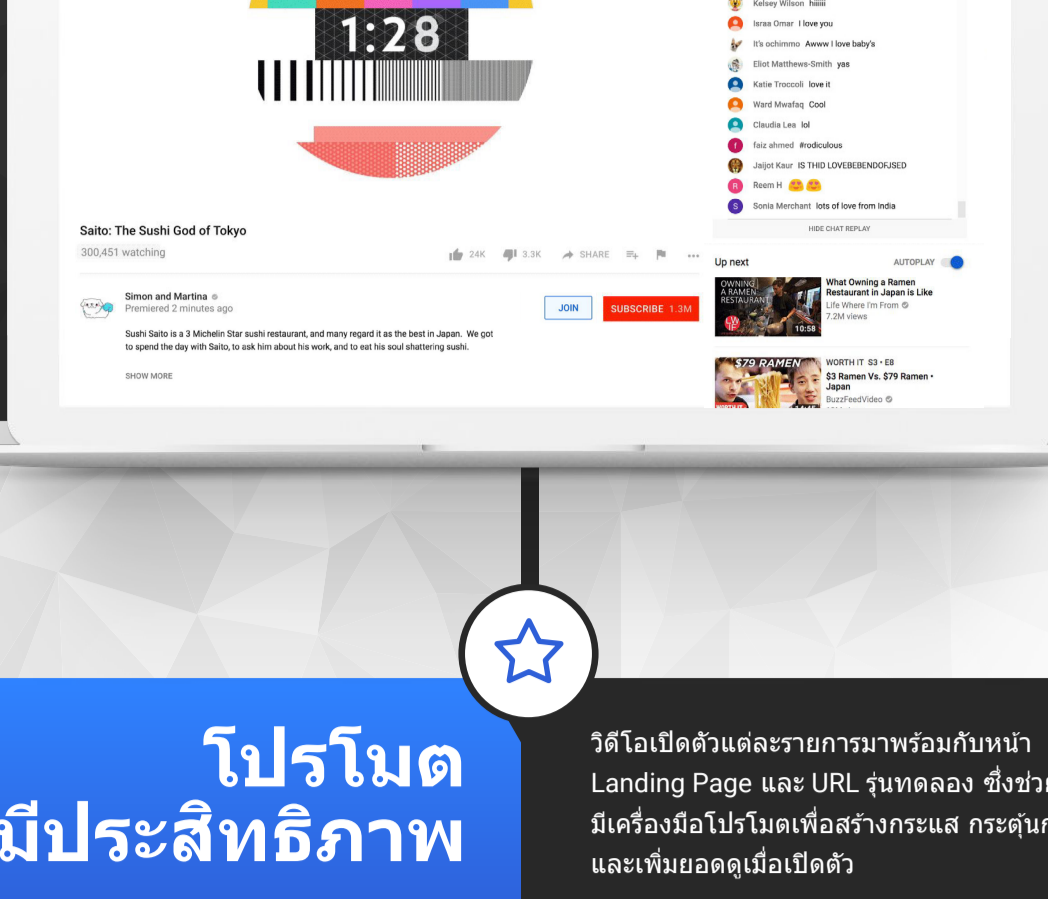 1:28
Kelsey Wilson hiiiiii
Israa Omar I love you
It's ochimmo Awww I love baby's
Eliot Matthews-Smith yas
Katie Troccoli love it
Ward Mwafaq Cool
Claudia Lea lol
f faiz ahmed #rodiculous
Jaijot Kaur IS THID LOVEBEBENDOFJSED
R Reem H 😍 😍
S Sonia Merchant lots of love from India
HIDE CHAT REPLAY
Saito: The Sushi God of Tokyo
300,451 watching
24K 3.3K SHARE
Simon and Martina
Premiered 2 minutes ago
JOIN SUBSCRIBE 1.3M
Sushi Saito is a 3 Michelin Star sushi restaurant, and many regard it as the best in Japan. We got
to spend the day with Saito, to ask him about his work, and to eat his soul shattering sushi.
SHOW MORE
Up next AUTOPLAY
OWNING
A RAMEN
RESTAURANT
10:58
What Owning a Ramen
Restaurant in Japan is Like
Life Where I'm From
7.2M views
$79 RAMEN
WORTH IT S3 • E8
$3 Ramen Vs. $79 Ramen •
Japan
BuzzFeedVideo
โปรโมต
มีประสิทธิภาพ
วิดีโอเปิดตัวแต่ละรายการมาพร้อมกับหน้า
Landing Page และ URL รุ่นทดลอง ซึ่งช่วย
มีเครื่องมือโปรโมตเพื่อสร้างกระแส กระตุ้น
และเพิ่มยอดดูเมื่อเปิดตัว